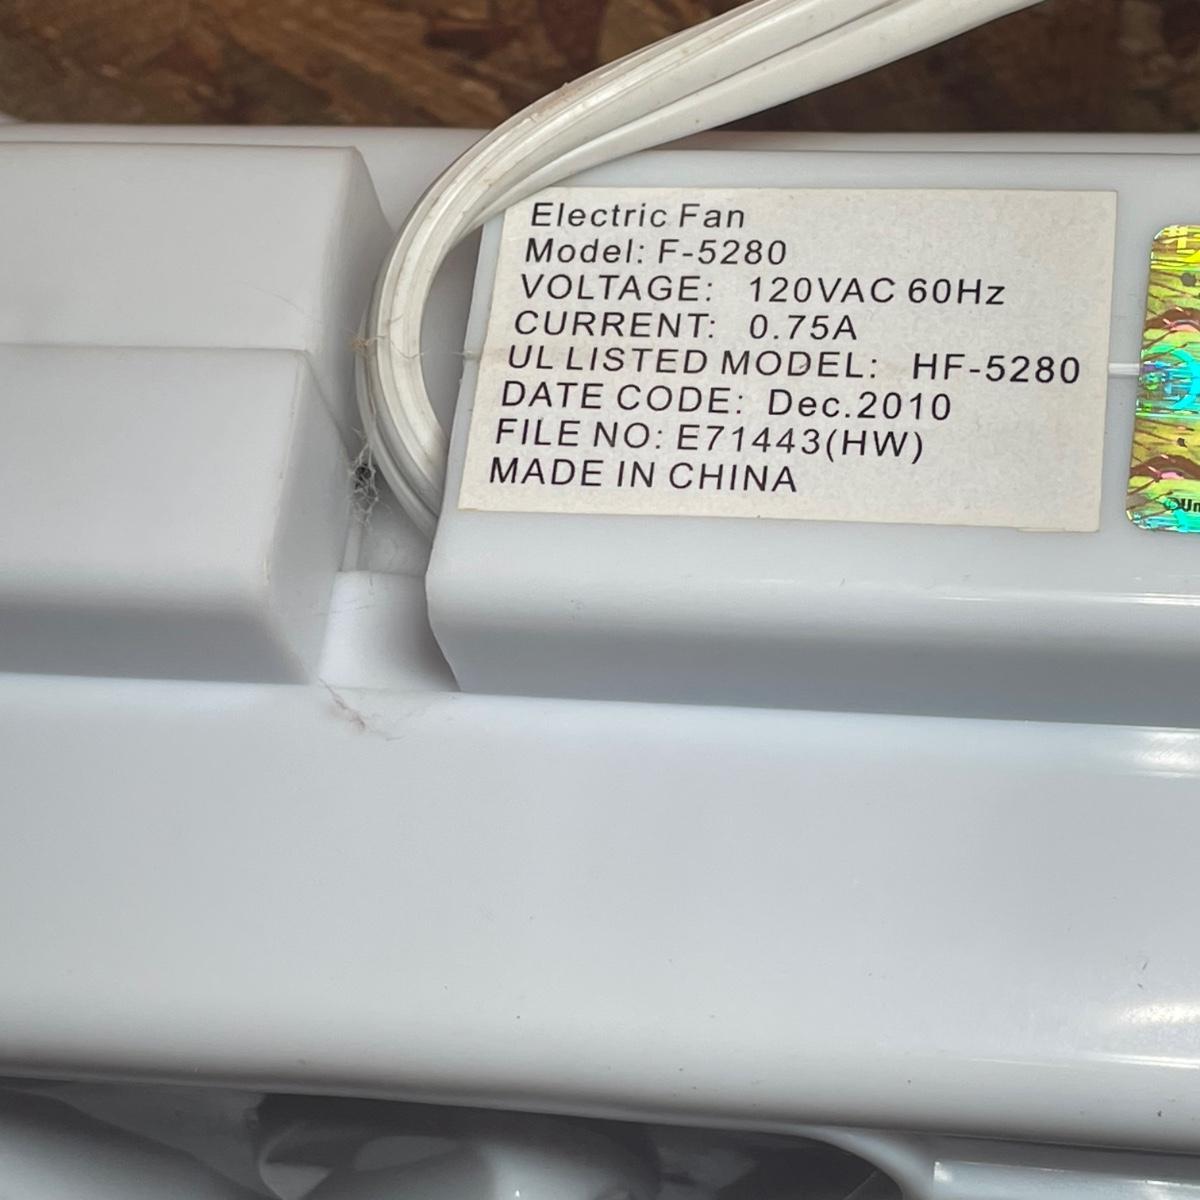 Electric Fan
Model: F-5280
VOLTAGE: 120VAC 60Hz
CURRENT: 0.75A
UL LISTED MODEL: HF-5280
DATE CODE: Dec.2010
FILE NO: E71443(HW)
MADE IN CHINA